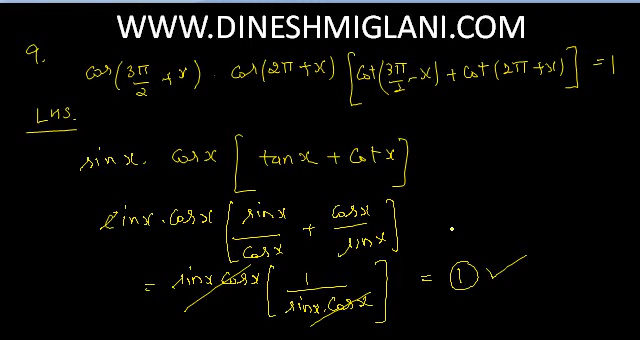 WWW.DINESHMIGLANI.COM
9. cos(3π/2 + x) . cos(2π + x) [cot(3π/2 - x) + cot(2π + x)] = 1
LHS.
sin x . cos x [tan x + cot x]
sin x . cos x [sin x/cos x + cos x/sin x]
= sin x cos x [1/sin x . cos x] = 1 ✓